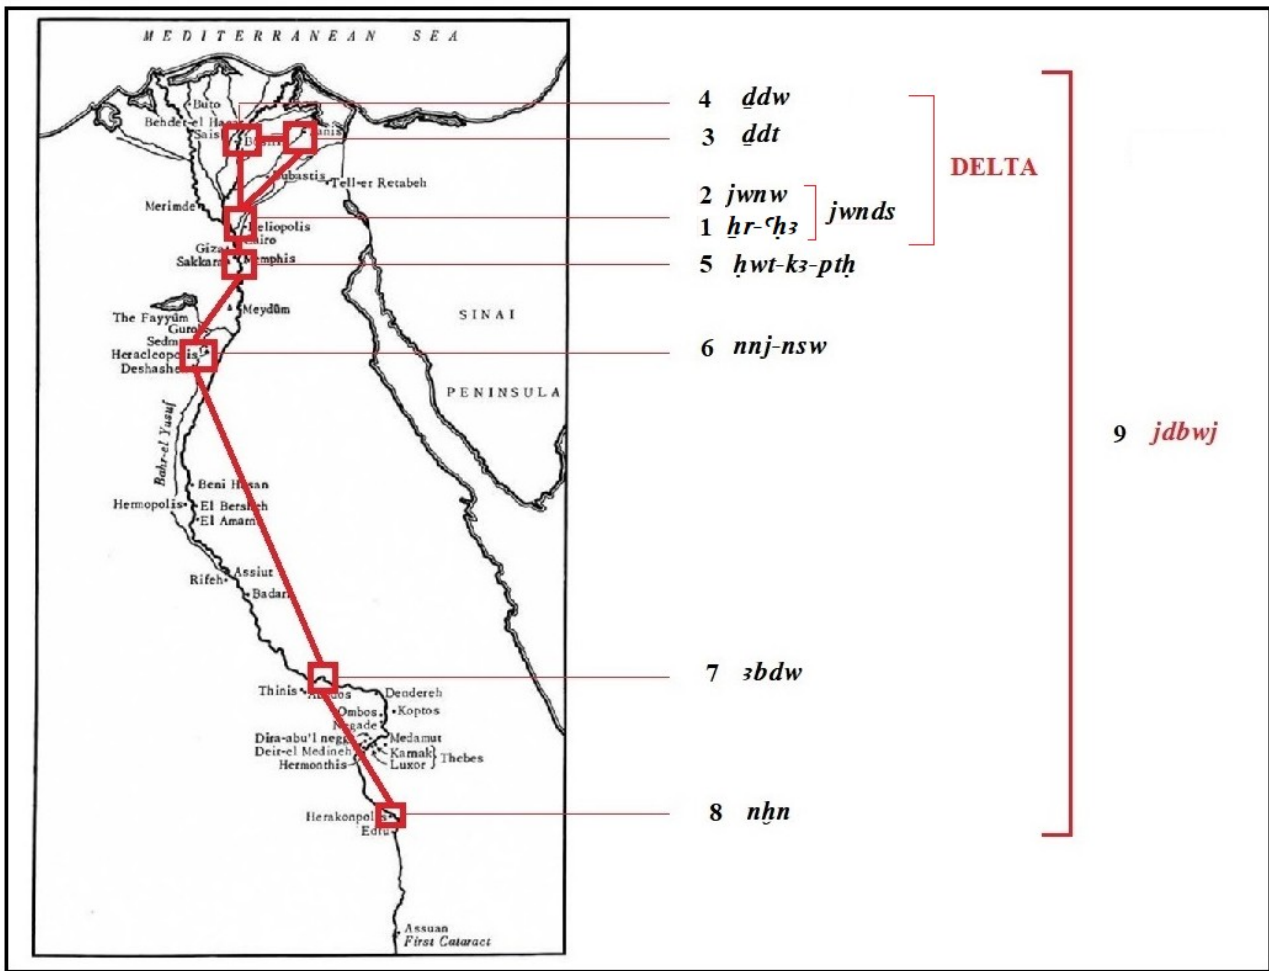 MEDITERRANEAN SEA
Buto
Behdet-el Hagar
Sais
Tanis
Bubastis
Tell-er Retabeh
Merimde
Heliopolis
Cairo
Giza
Sakkara
Memphis
Meydûm
The Fayyûm
Gurob
Sedment
Heracleopolis
Deshasheh
SINAI
PENINSULA
Bahr-el Yusuf
Beni Hasan
Hermopolis
El Bersheh
El Amarna
Assiut
Rifeh
Badari
Thinis
Abydos
Dendereh
Ombos
Koptos
Negade
Dira-abu'l negga
Medamut
Deir-el Medineh
Karnak
Thebes
Hermonthis
Luxor
Herakonpolis
Edfu
Assuan
First Cataract
4 ḏdw
3 ḏdt
DELTA
2 jwnw
jwnds
1 ẖr-ꜥḥꜣ
5 ḥwt-kꜣ-ptḥ
6 nnj-nsw
9 jdbwj
7 ꜣbdw
8 nḫn